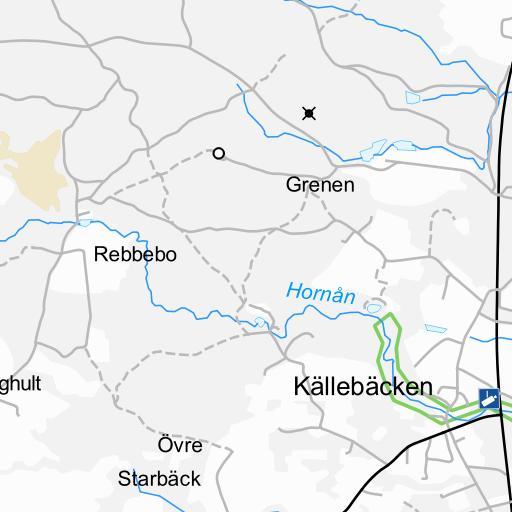 Grenen
Rebbebo
Hornån
ghult
Källebäcken
Övre
Starbäck